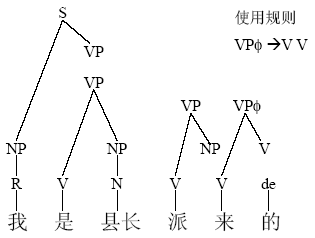 S 使用规则
VP VPφ→V V
VP
VP VPφ
NP NP NP V
R V N V V de
我 是 县长 派 来 的